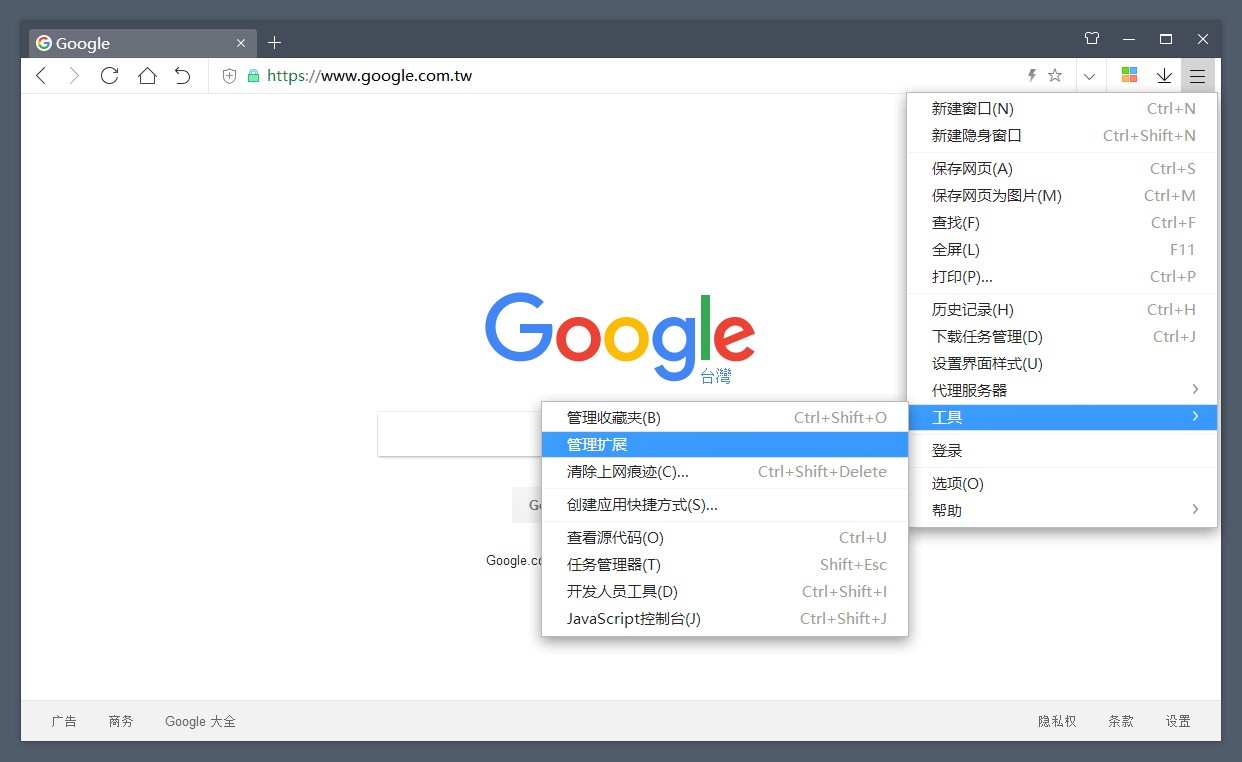 Google
https://www.google.com.tw
新建窗口(N) Ctrl+N
新建隐身窗口 Ctrl+Shift+N
保存网页(A) Ctrl+S
保存网页为图片(M) Ctrl+M
查找(F) Ctrl+F
全屏(L) F11
打印(P)... Ctrl+P
历史记录(H) Ctrl+H
下载任务管理(D) Ctrl+J
设置界面样式(U)
代理服务器
工具
登录
选项(O)
帮助
Google
台灣
管理收藏夹(B) Ctrl+Shift+O
管理扩展
清除上网痕迹(C)... Ctrl+Shift+Delete
创建应用快捷方式(S)...
查看源代码(O) Ctrl+U
任务管理器(T) Shift+Esc
开发人员工具(D) Ctrl+Shift+I
JavaScript控制台(J) Ctrl+Shift+J
广告 商务 Google 大全 隐私权 条款 设置